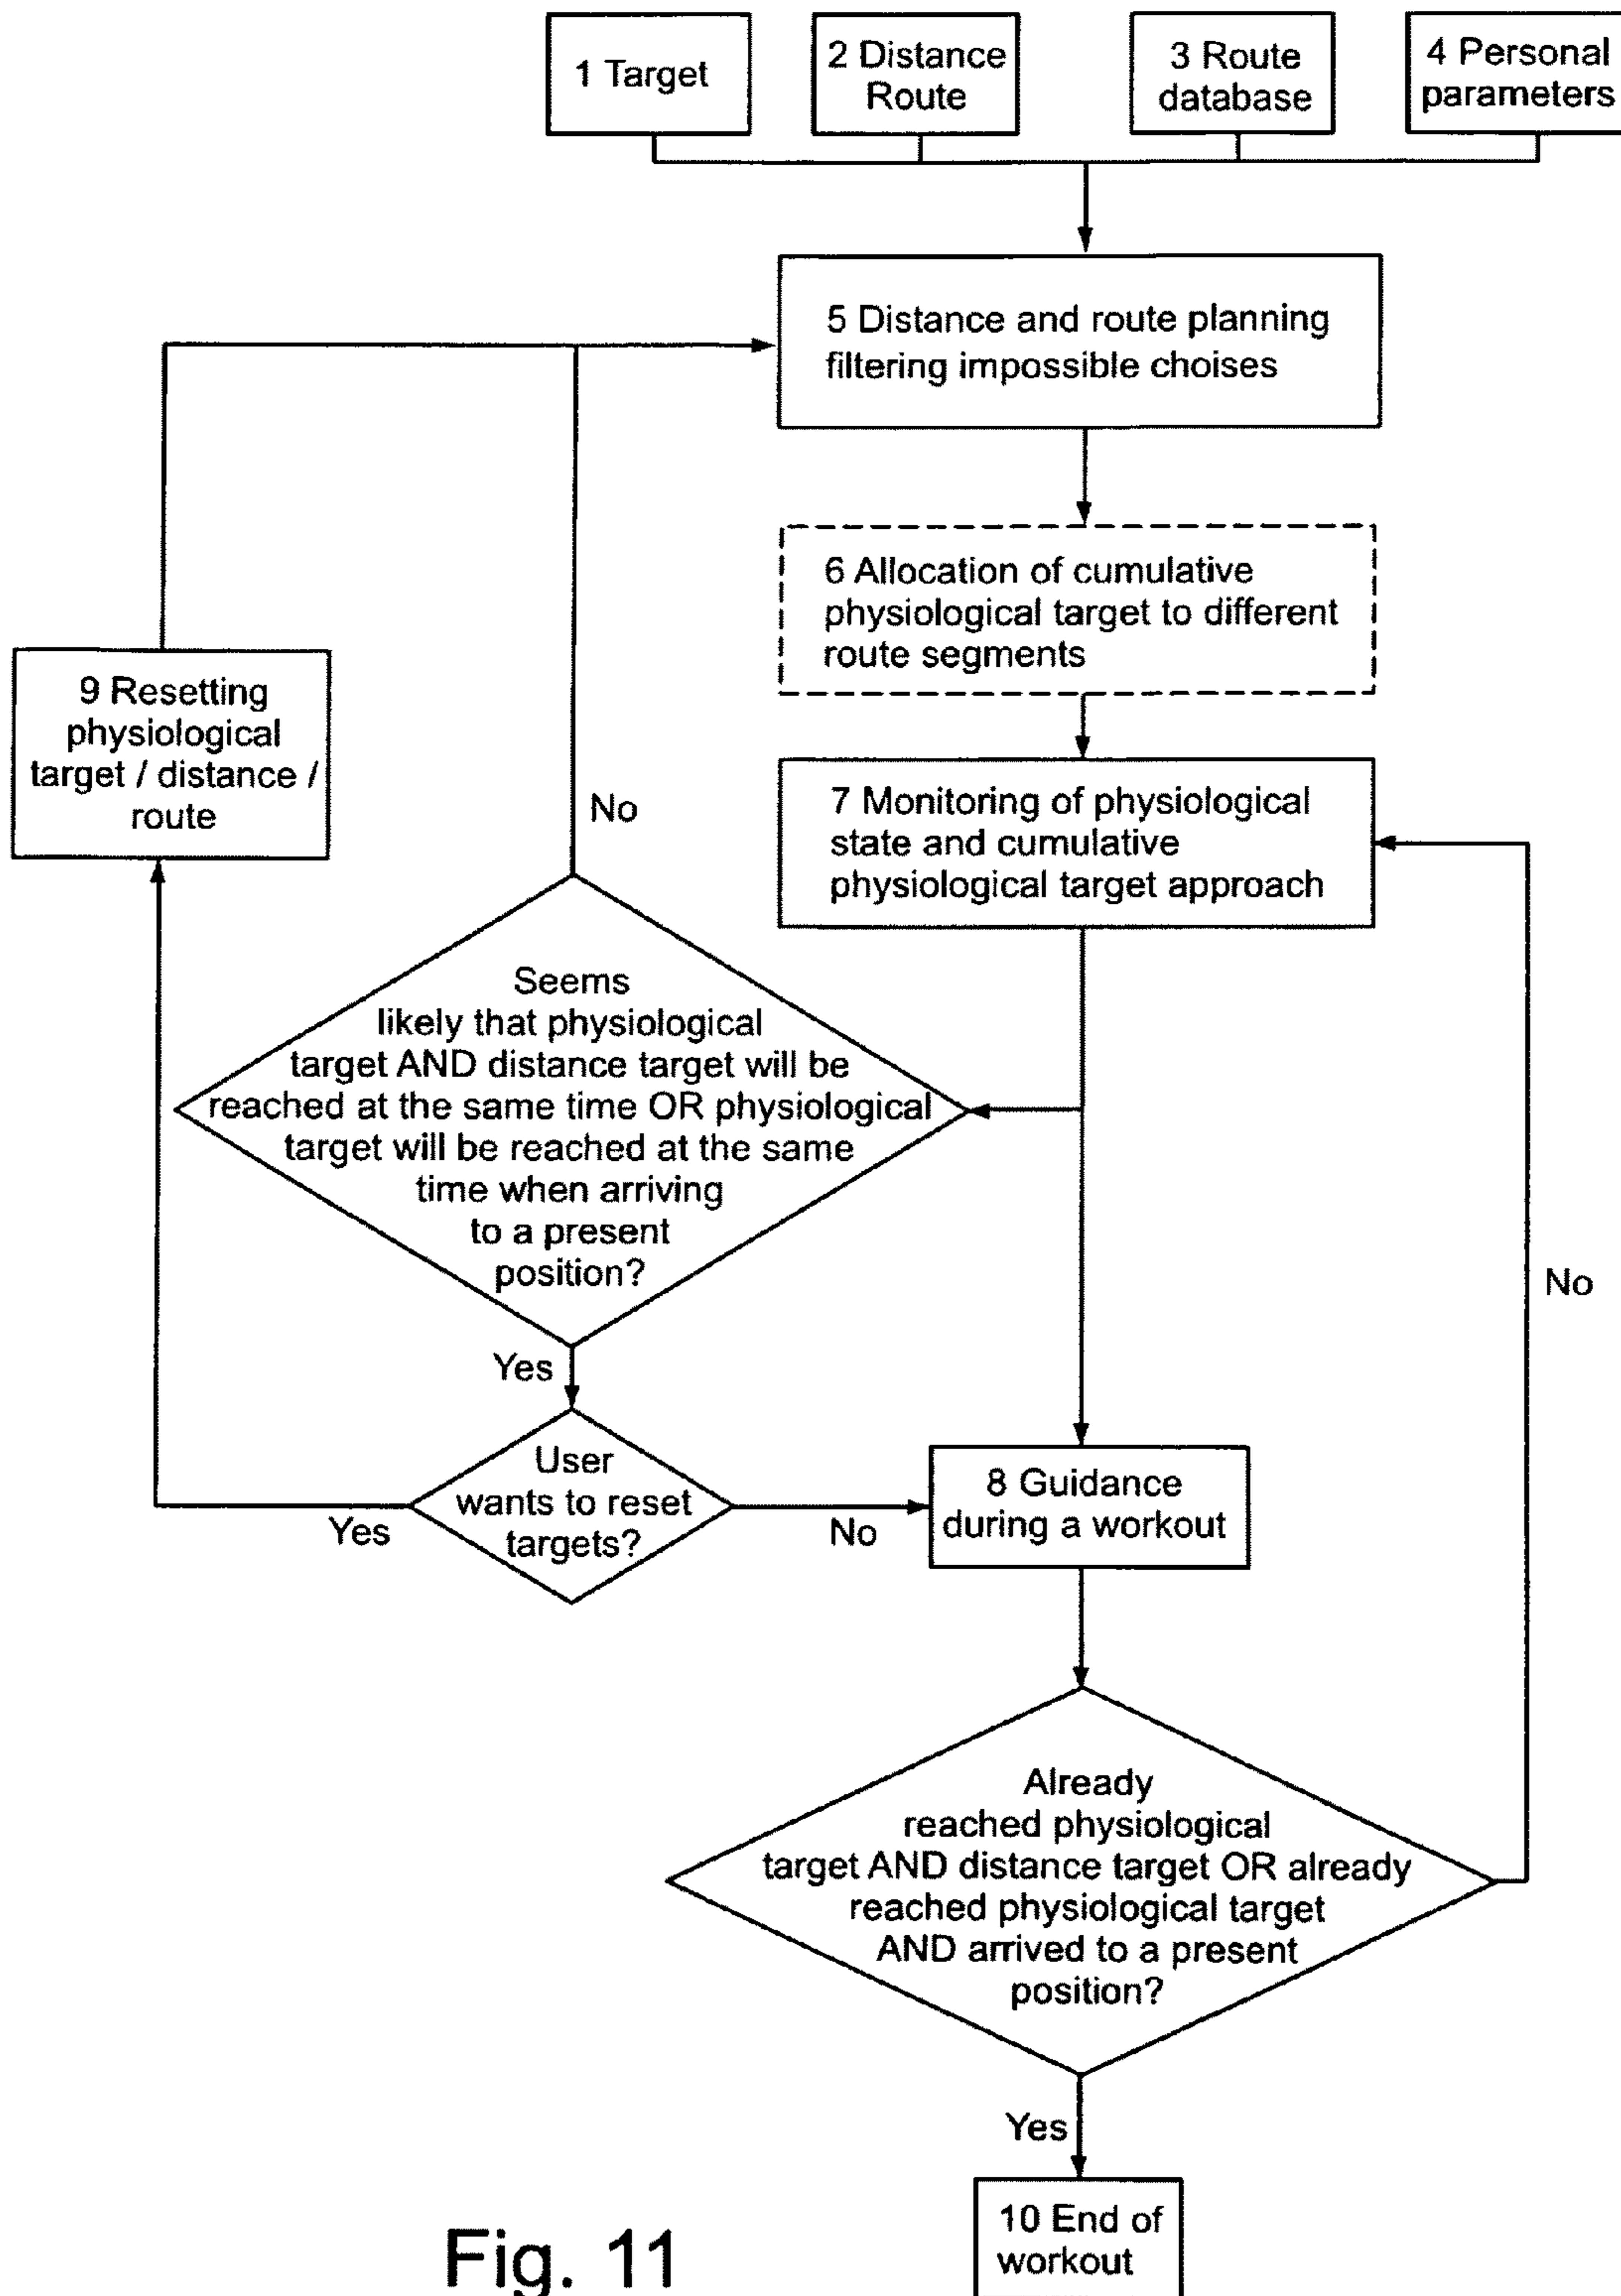 1 Target
2 Distance
Route
3 Route
database
4 Personal
parameters
5 Distance and route planning
filtering impossible choises
6 Allocation of cumulative
physiological target to different
route segments
9 Resetting
physiological
target / distance /
route
7 Monitoring of physiological
state and cumulative
physiological target approach
No
Seems
likely that physiological
target AND distance target will be
reached at the same time OR physiological
target will be reached at the same
time when arriving
to a present
position?
No
Yes
User
wants to reset
targets?
Yes
No
8 Guidance
during a workout
Already
reached physiological
target AND distance target OR already
reached physiological target
AND arrived to a present
position?
Yes
10 End of
workout
Fig. 11